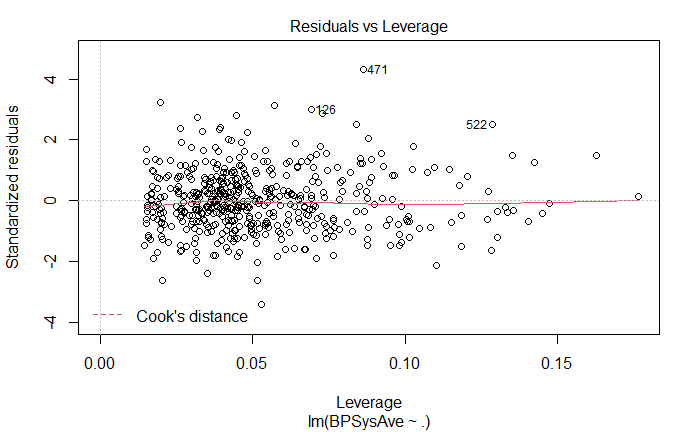 Residuals vs Leverage
Standardized residuals
4
2
0
-2
-4
471
126
522
Cook's distance
0.00 0.05 0.10 0.15
Leverage
lm(BPSysAve ~ .)